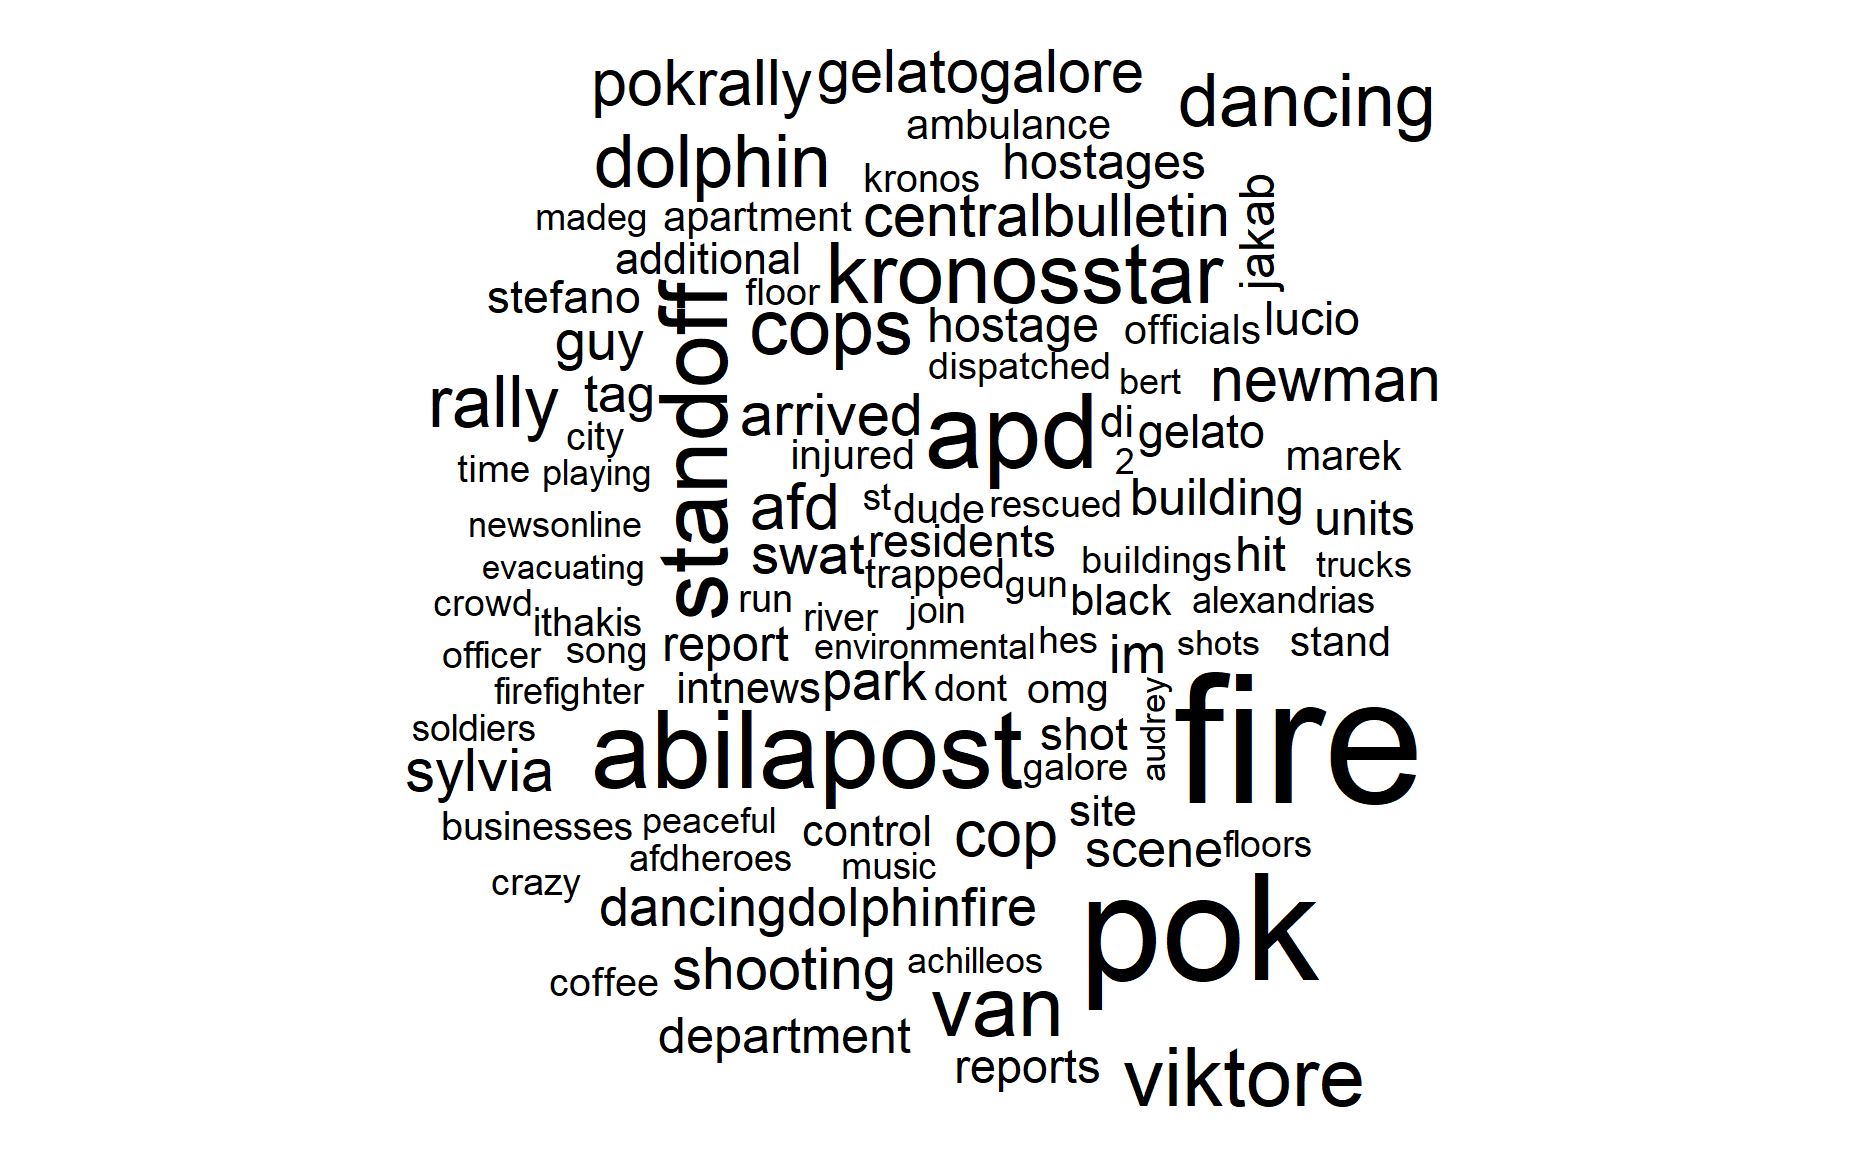 pokrally gelatogalore dancing
ambulance
dolphin kronos hostages
madeg apartment centralbulletin jakab
additional kronosstar
stefano floor
standoff
guy cops hostage officials lucio
dispatched bert newman
rally tag arrived apd di gelato
city injured 2 marek
time playing
afd st dude rescued building units
newsonline
swat residents buildings hit trucks
evacuating trapped gun
crowd run river join black alexandrias
ithakis
officer song report environmental hes im shots stand
firefighter intnews park dont omg audrey fire
soldiers abilapost shot
sylvia galore
businesses peaceful control cop site
afdheroes music scene floors
crazy
dancingdolphinfire pok
coffee shooting achilleos
van
department
reports viktore